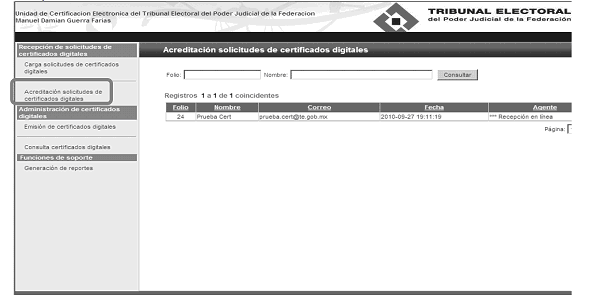 Unidad de Certificacion Electronica del Tribunal Electoral del Poder Judicial de la Federacion
Manuel Damian Guerra Farias
TRIBUNAL ELECTORAL
del Poder Judicial de la Federación
Recepción de solicitudes de
certificados digitales
Carga solicitudes de certificados
digitales
Acreditación solicitudes de
certificados digitales
Administración de certificados
digitales
Emisión de certificados digitales
Consulta certificados digitales
Funciones de soporte
Generación de reportes
Acreditación solicitudes de certificados digitales
Folio: Nombre: Consultar
Registros 1 a 1 de 1 coincidentes
Folio Nombre Correo Fecha Agente
24 Prueba Cert prueba.cert@te.gob.mx 2010-09-27 19:11:19 *** Recepción en línea
Página: